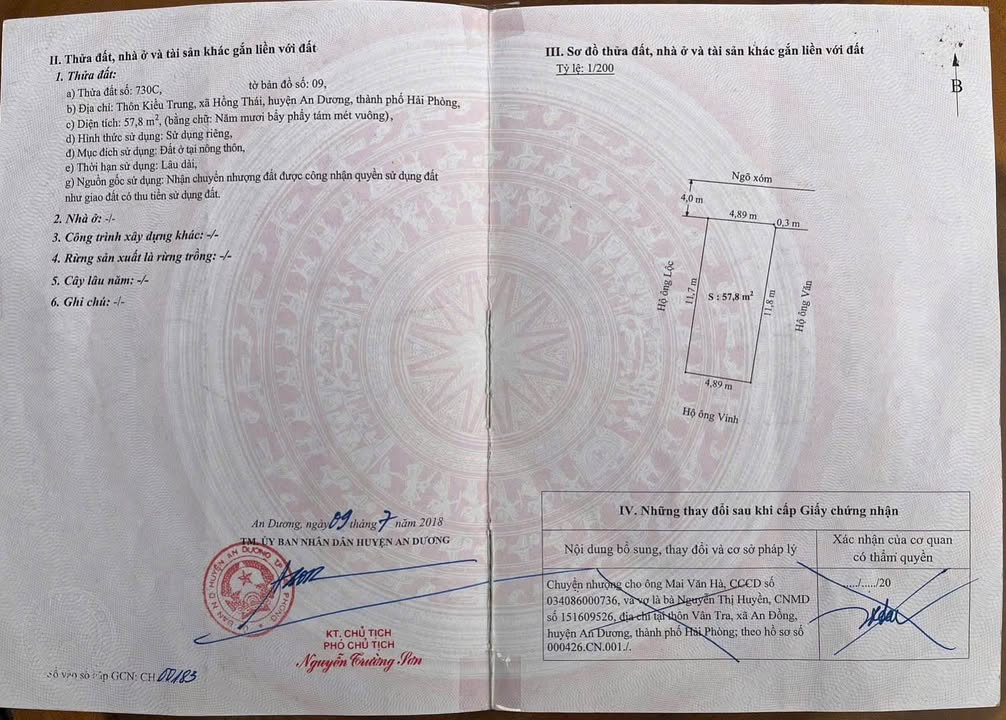 II. Thửa đất, nhà ở và tài sản khác gắn liền với đất
1. Thửa đất:
a) Thửa đất số: 730C, tờ bản đồ số: 09,
b) Địa chỉ: Thôn Kiều Trung, xã Hồng Thái, huyện An Dương, thành phố Hải Phòng,
c) Diện tích: 57,8 m², (bằng chữ: Năm mươi bẩy phẩy tám mét vuông),
d) Hình thức sử dụng: Sử dụng riêng,
đ) Mục đích sử dụng: Đất ở tại nông thôn,
e) Thời hạn sử dụng: Lâu dài,
g) Nguồn gốc sử dụng: Nhận chuyển nhượng đất được công nhận quyền sử dụng đất
như giao đất có thu tiền sử dụng đất.
2. Nhà ở: -/-
3. Công trình xây dựng khác: -/-
4. Rừng sản xuất là rừng trồng: -/-
5. Cây lâu năm: -/-
6. Ghi chú: -/-
An Dương, ngày 09 tháng 7 năm 2018
TM. ỦY BAN NHÂN DÂN HUYỆN AN DƯƠNG
KT. CHỦ TỊCH
PHÓ CHỦ TỊCH
Nguyễn Trường Sơn
Số vào sổ cấp GCN: CH 00183
III. Sơ đồ thửa đất, nhà ở và tài sản khác gắn liền với đất
Tỷ lệ: 1/200
B
Ngõ xóm
4,0 m
4,89 m
0,3 m
Hộ ông Lộc
11,7 m
S : 57,8 m²
11,8 m
Hộ ông Văn
4,89 m
Hộ ông Vinh
IV. Những thay đổi sau khi cấp Giấy chứng nhận
Nội dung bổ sung, thay đổi và cơ sở pháp lý
Xác nhận của cơ quan
có thẩm quyền
Chuyển nhượng cho ông Mai Văn Hà, CCCD số
034086000736, và vợ là bà Nguyễn Thị Huyền, CNMD
số 151609526, địa chỉ tại thôn Vân Tra, xã An Đồng,
huyện An Dương, thành phố Hải Phòng; theo hồ sơ số
000426.CN.001./.
...../...../20